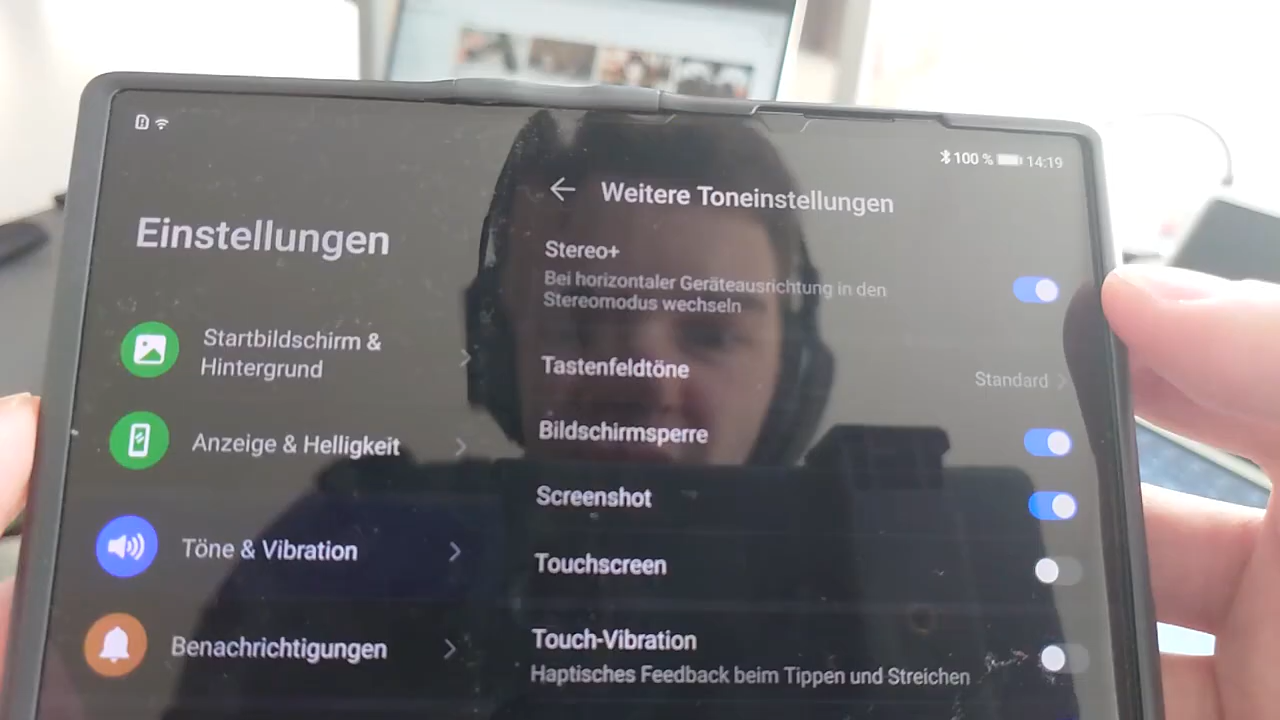 100 % 14:19
Einstellungen
Startbildschirm &
Hintergrund
Anzeige & Helligkeit
Töne & Vibration
Benachrichtigungen
Weitere Toneinstellungen
Stereo+
Bei horizontaler Geräteausrichtung in den
Stereomodus wechseln
Tastenfeldtöne
Standard
Bildschirmsperre
Screenshot
Touchscreen
Touch-Vibration
Haptisches Feedback beim Tippen und Streichen